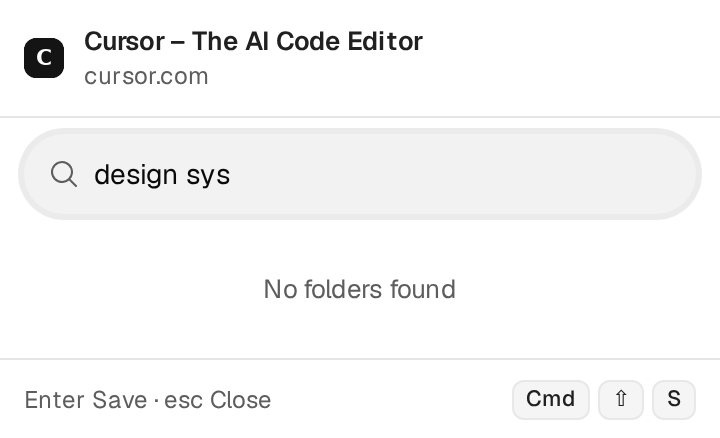 C
Cursor – The AI Code Editor
cursor.com
design sys
No folders found
Enter Save · esc Close
Cmd ⇧ S